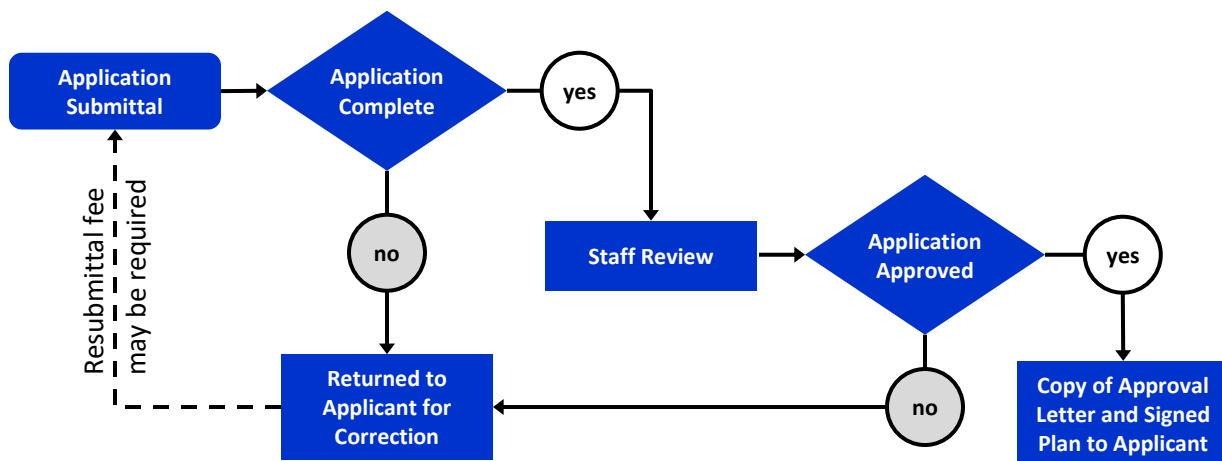 Application
Submittal
Application
Complete
yes
no
Resubmittal fee
may be required
Staff Review
Application
Approved
yes
no
Returned to
Applicant for
Correction
Copy of Approval
Letter and Signed
Plan to Applicant